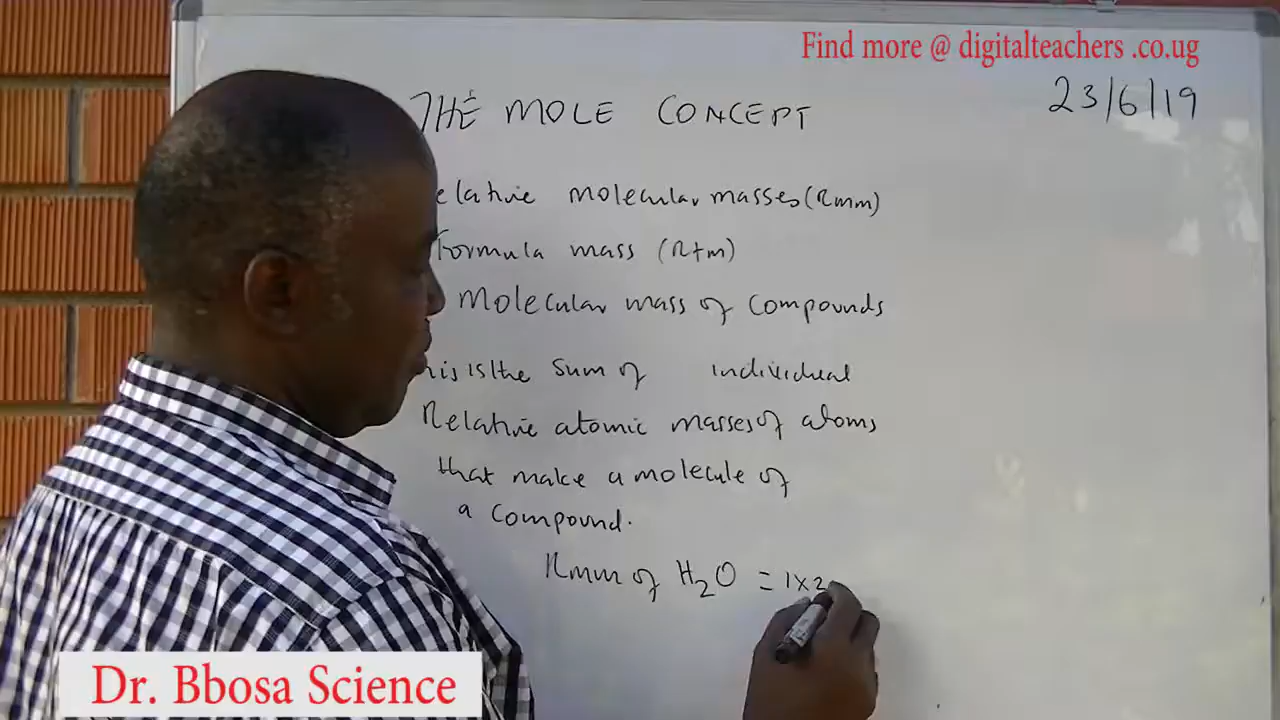 Find more @ digitalteachers .co.ug
23/6/19
THE MOLE CONCEPT
elative molecular masses (Rmm)
Formula mass (Rfm)
Molecular mass of compounds
his is the sum of individual
Relative atomic masses of atoms
that make a molecule of
a compound.
Rmm of H₂O = 1x2
Dr. Bbosa Science